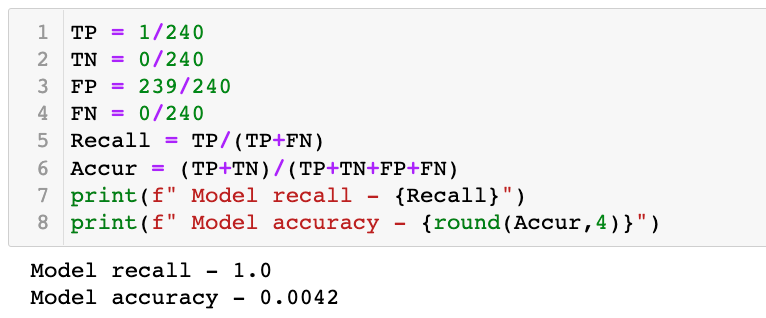 1 TP = 1/240
2 TN = 0/240
3 FP = 239/240
4 FN = 0/240
5 Recall = TP/(TP+FN)
6 Accur = (TP+TN)/(TP+TN+FP+FN)
7 print(f" Model recall – {Recall}")
8 print(f" Model accuracy – {round(Accur,4)}")
Model recall – 1.0
Model accuracy – 0.0042